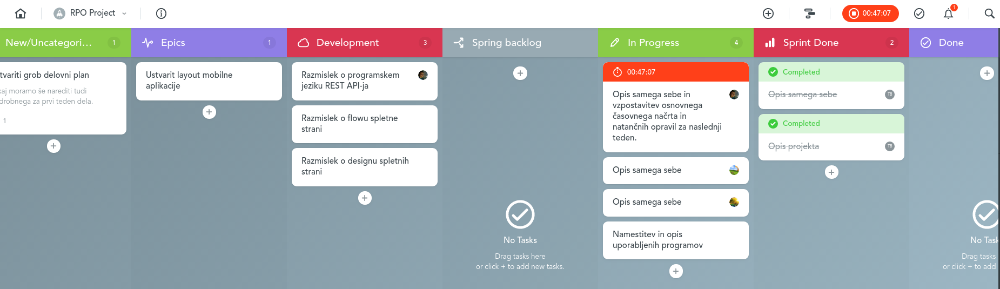 RPO Project
00:47:07
1
New/Uncategori...
1
Epics
1
Development
3
Spring backlog
In Progress
4
Sprint Done
2
Done
tvariti grob delovni plan
kaj moramo še narediti tudi
drobnega za prvi teden dela.
1
Ustvarit layout mobilne
aplikacije
Razmislek o programskem
jeziku REST API-ja
Razmislek o flowu spletne
strani
Razmislek o designu spletnih
strani
No Tasks
Drag tasks here
or click + to add new tasks.
00:47:07
Opis samega sebe in
vzpostavitev osnovnega
časovnega načrta in
natančnih opravil za naslednji
teden.
Opis samega sebe
Opis samega sebe
Namestitev in opis
uporabljenih programov
Completed
Opis samega sebe
TB
Completed
Opis projekta
TB
No Task
Drag tasks
or click + to add